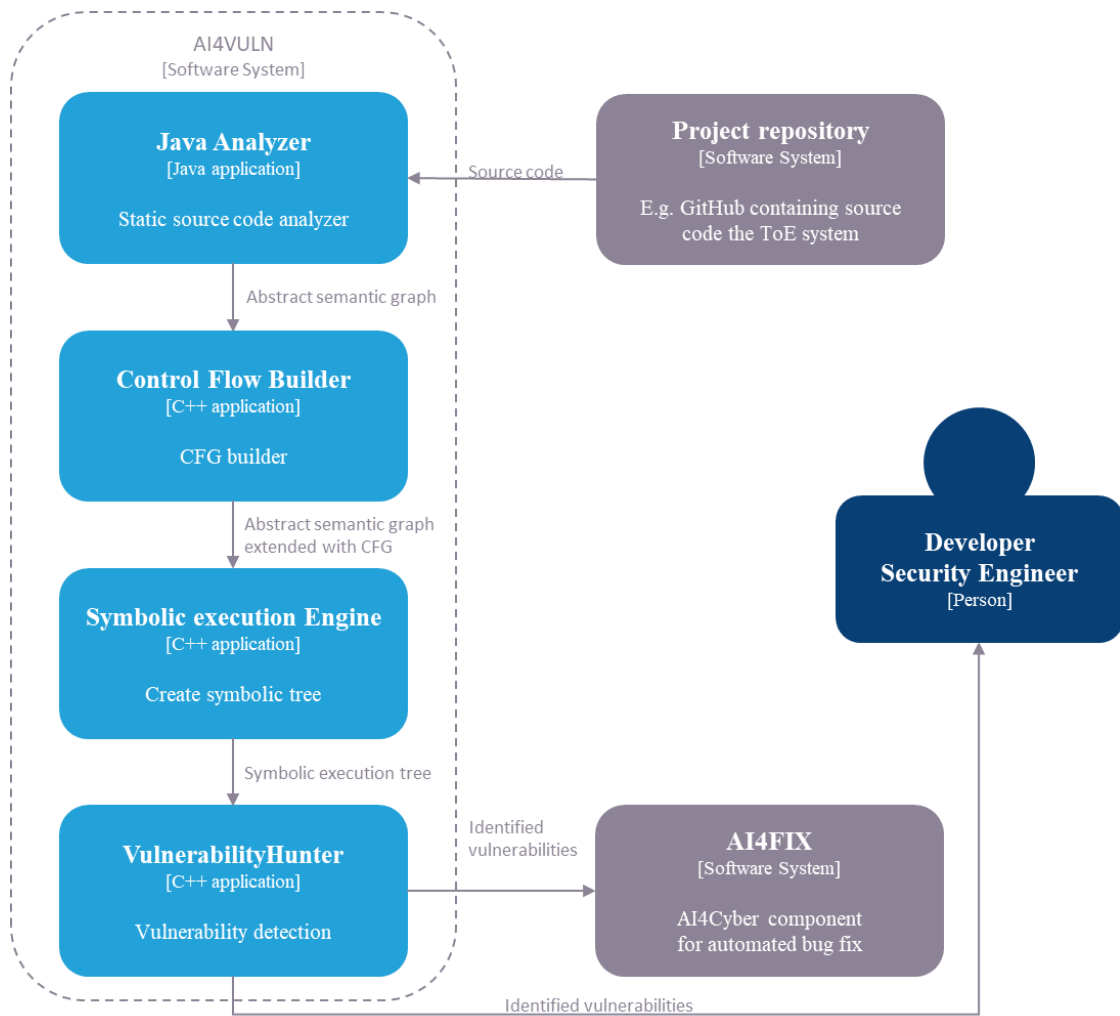 AI4VULN
[Software System]
Java Analyzer
[Java application]
Static source code analyzer
Source code
Project repository
[Software System]
E.g. GitHub containing source
code the ToE system
Abstract semantic graph
Control Flow Builder
[C++ application]
CFG builder
Abstract semantic graph
extended with CFG
Developer
Security Engineer
[Person]
Symbolic execution Engine
[C++ application]
Create symbolic tree
Symbolic execution tree
VulnerabilityHunter
[C++ application]
Vulnerability detection
Identified
vulnerabilities
AI4FIX
[Software System]
AI4Cyber component
for automated bug fix
Identified vulnerabilities